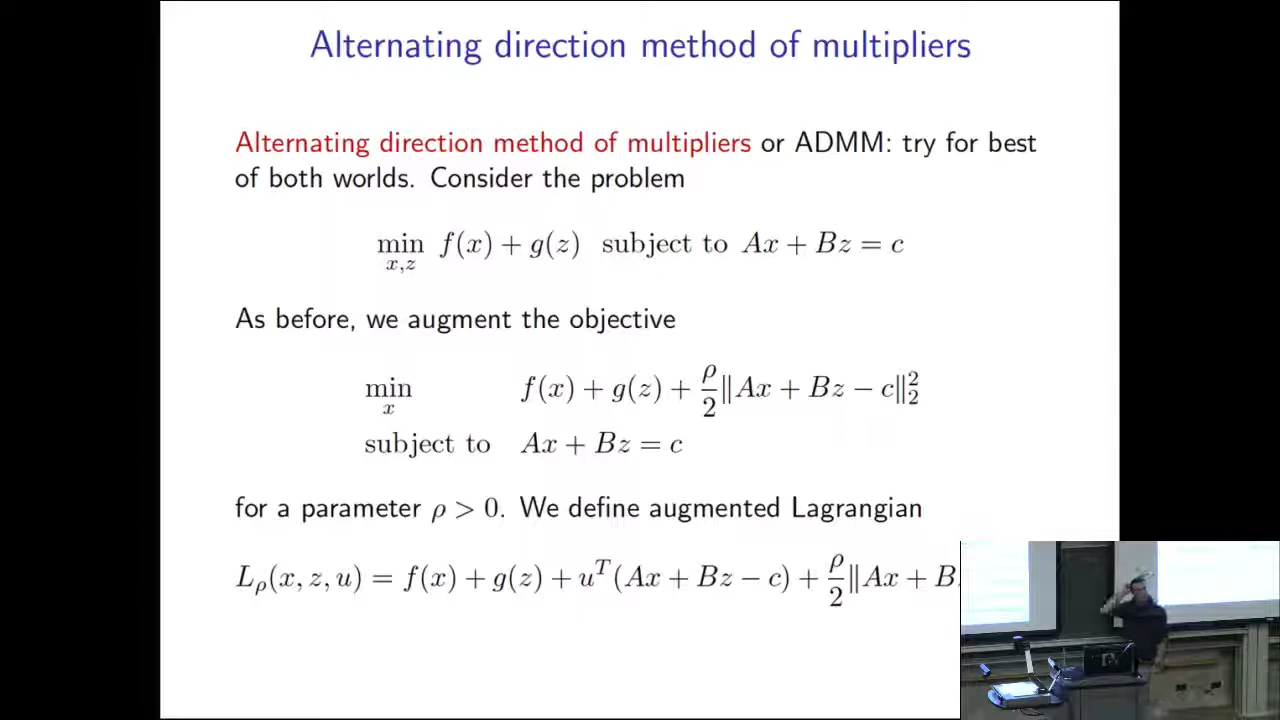 Alternating direction method of multipliers
Alternating direction method of multipliers or ADMM: try for best
of both worlds. Consider the problem
min f(x) + g(z) subject to Ax + Bz = c
x,z
As before, we augment the objective
min f(x) + g(z) + ρ/2 ‖Ax + Bz − c‖₂²
x
subject to Ax + Bz = c
for a parameter ρ > 0. We define augmented Lagrangian
Lρ(x, z, u) = f(x) + g(z) + uᵀ(Ax + Bz − c) + ρ/2 ‖Ax + B